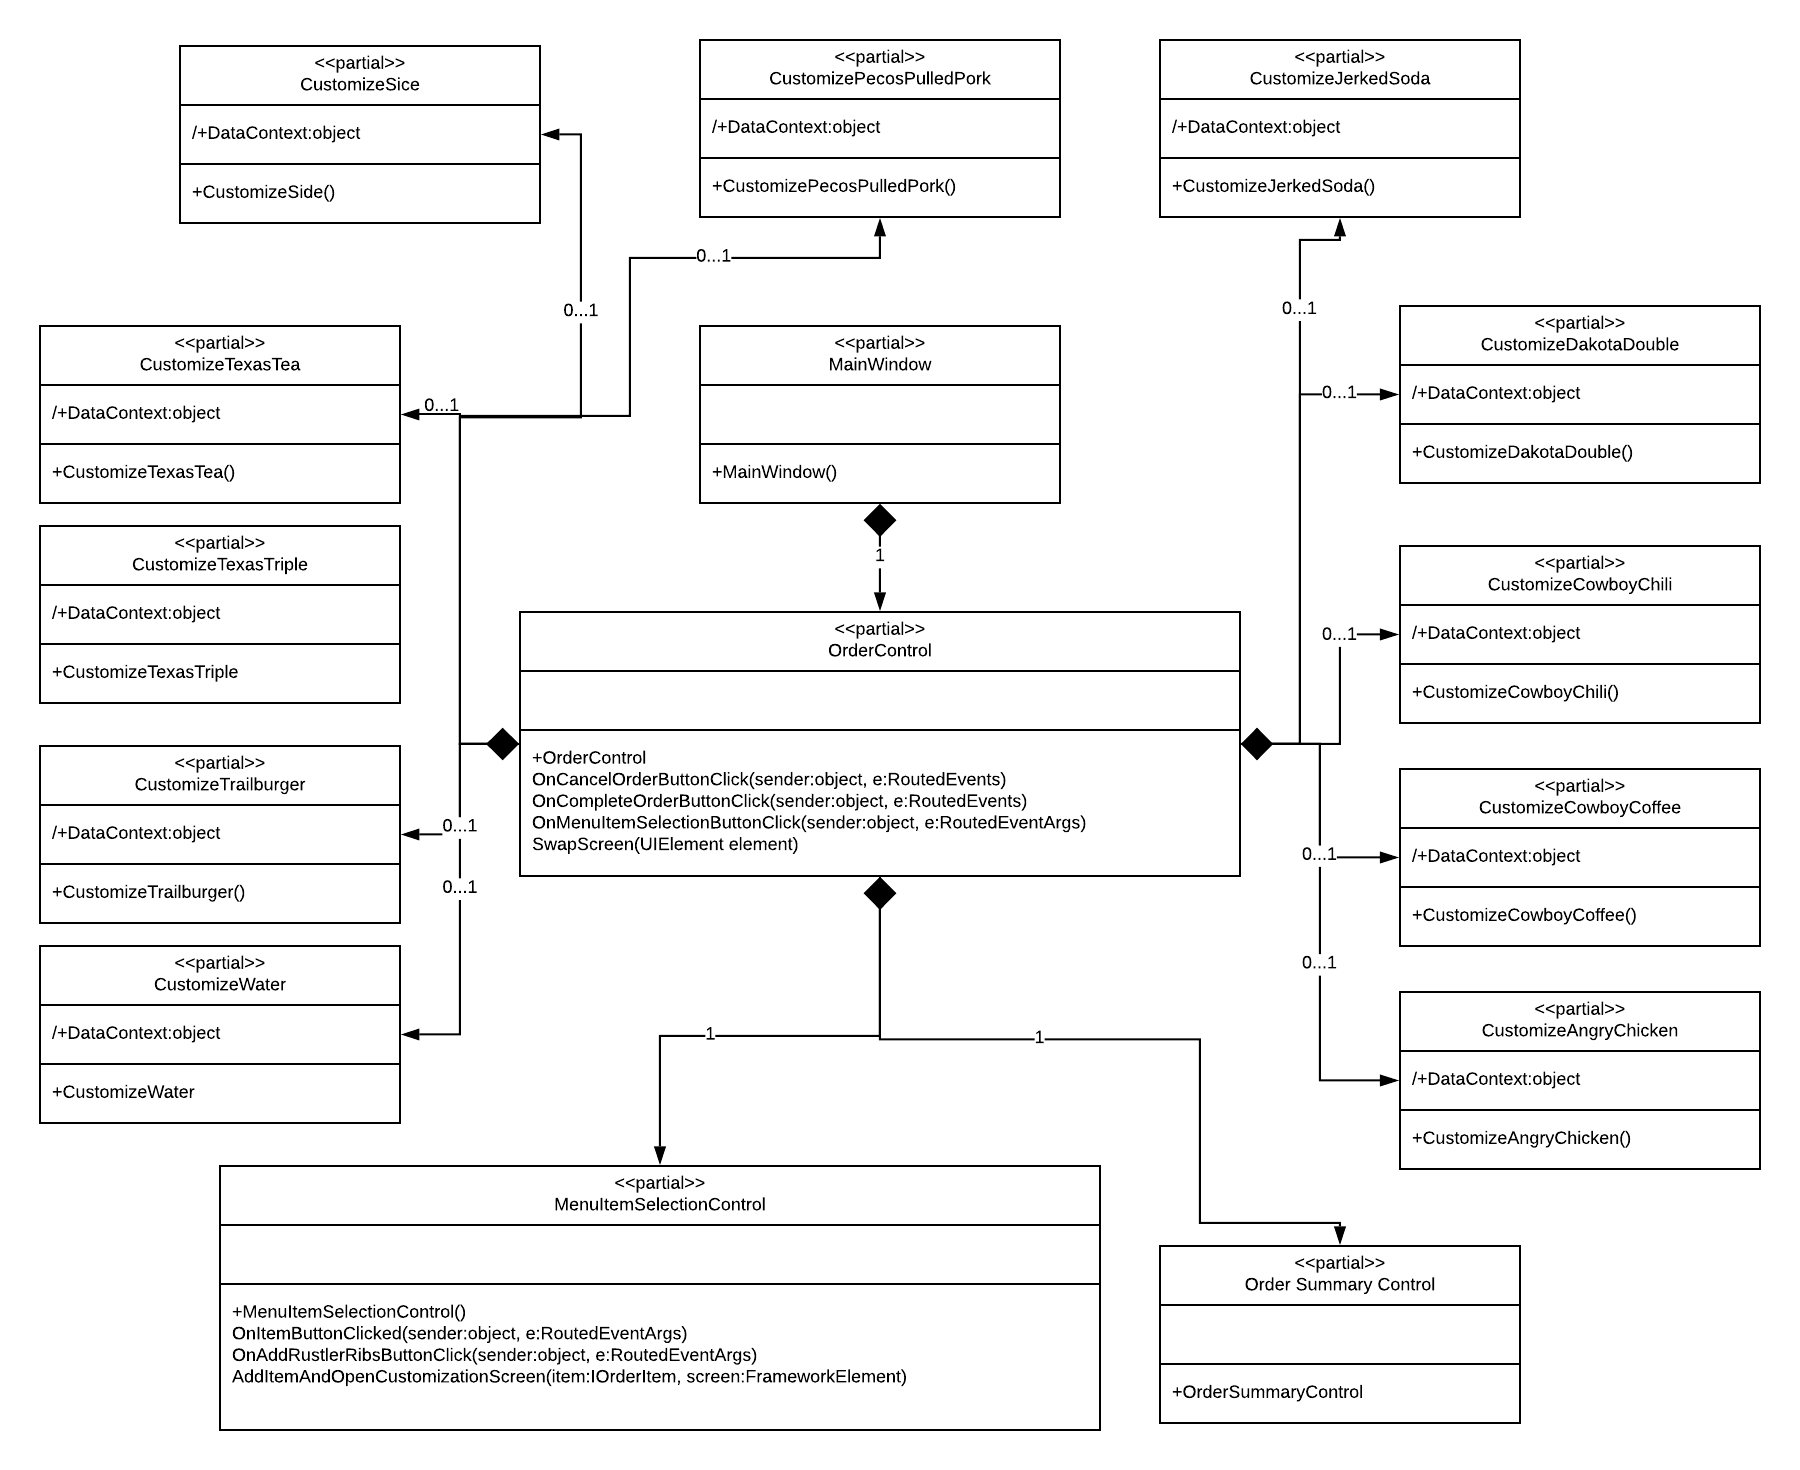 <<partial>>
CustomizeSice
/+DataContext:object
+CustomizeSide()
<<partial>>
CustomizePecosPulledPork
/+DataContext:object
+CustomizePecosPulledPork()
<<partial>>
CustomizeJerkedSoda
/+DataContext:object
+CustomizeJerkedSoda()
0...1
0...1
0...1
<<partial>>
CustomizeTexasTea
/+DataContext:object
+CustomizeTexasTea()
0...1
<<partial>>
MainWindow
+MainWindow()
1
<<partial>>
CustomizeDakotaDouble
/+DataContext:object
+CustomizeDakotaDouble()
0...1
<<partial>>
CustomizeTexasTriple
/+DataContext:object
+CustomizeTexasTriple
<<partial>>
OrderControl
+OrderControl
OnCancelOrderButtonClick(sender:object, e:RoutedEvents)
OnCompleteOrderButtonClick(sender:object, e:RoutedEvents)
OnMenuItemSelectionButtonClick(sender:object, e:RoutedEventArgs)
SwapScreen(UIElement element)
<<partial>>
CustomizeCowboyChili
/+DataContext:object
+CustomizeCowboyChili()
0...1
<<partial>>
CustomizeTrailburger
/+DataContext:object
+CustomizeTrailburger()
0...1
0...1
<<partial>>
CustomizeCowboyCoffee
/+DataContext:object
+CustomizeCowboyCoffee()
0...1
0...1
<<partial>>
CustomizeWater
/+DataContext:object
+CustomizeWater
<<partial>>
CustomizeAngryChicken
/+DataContext:object
+CustomizeAngryChicken()
1
1
<<partial>>
MenuItemSelectionControl
+MenuItemSelectionControl()
OnItemButtonClicked(sender:object, e:RoutedEventArgs)
OnAddRustlerRibsButtonClick(sender:object, e:RoutedEventArgs)
AddItemAndOpenCustomizationScreen(item:IOrderItem, screen:FrameworkElement)
<<partial>>
Order Summary Control
+OrderSummaryControl